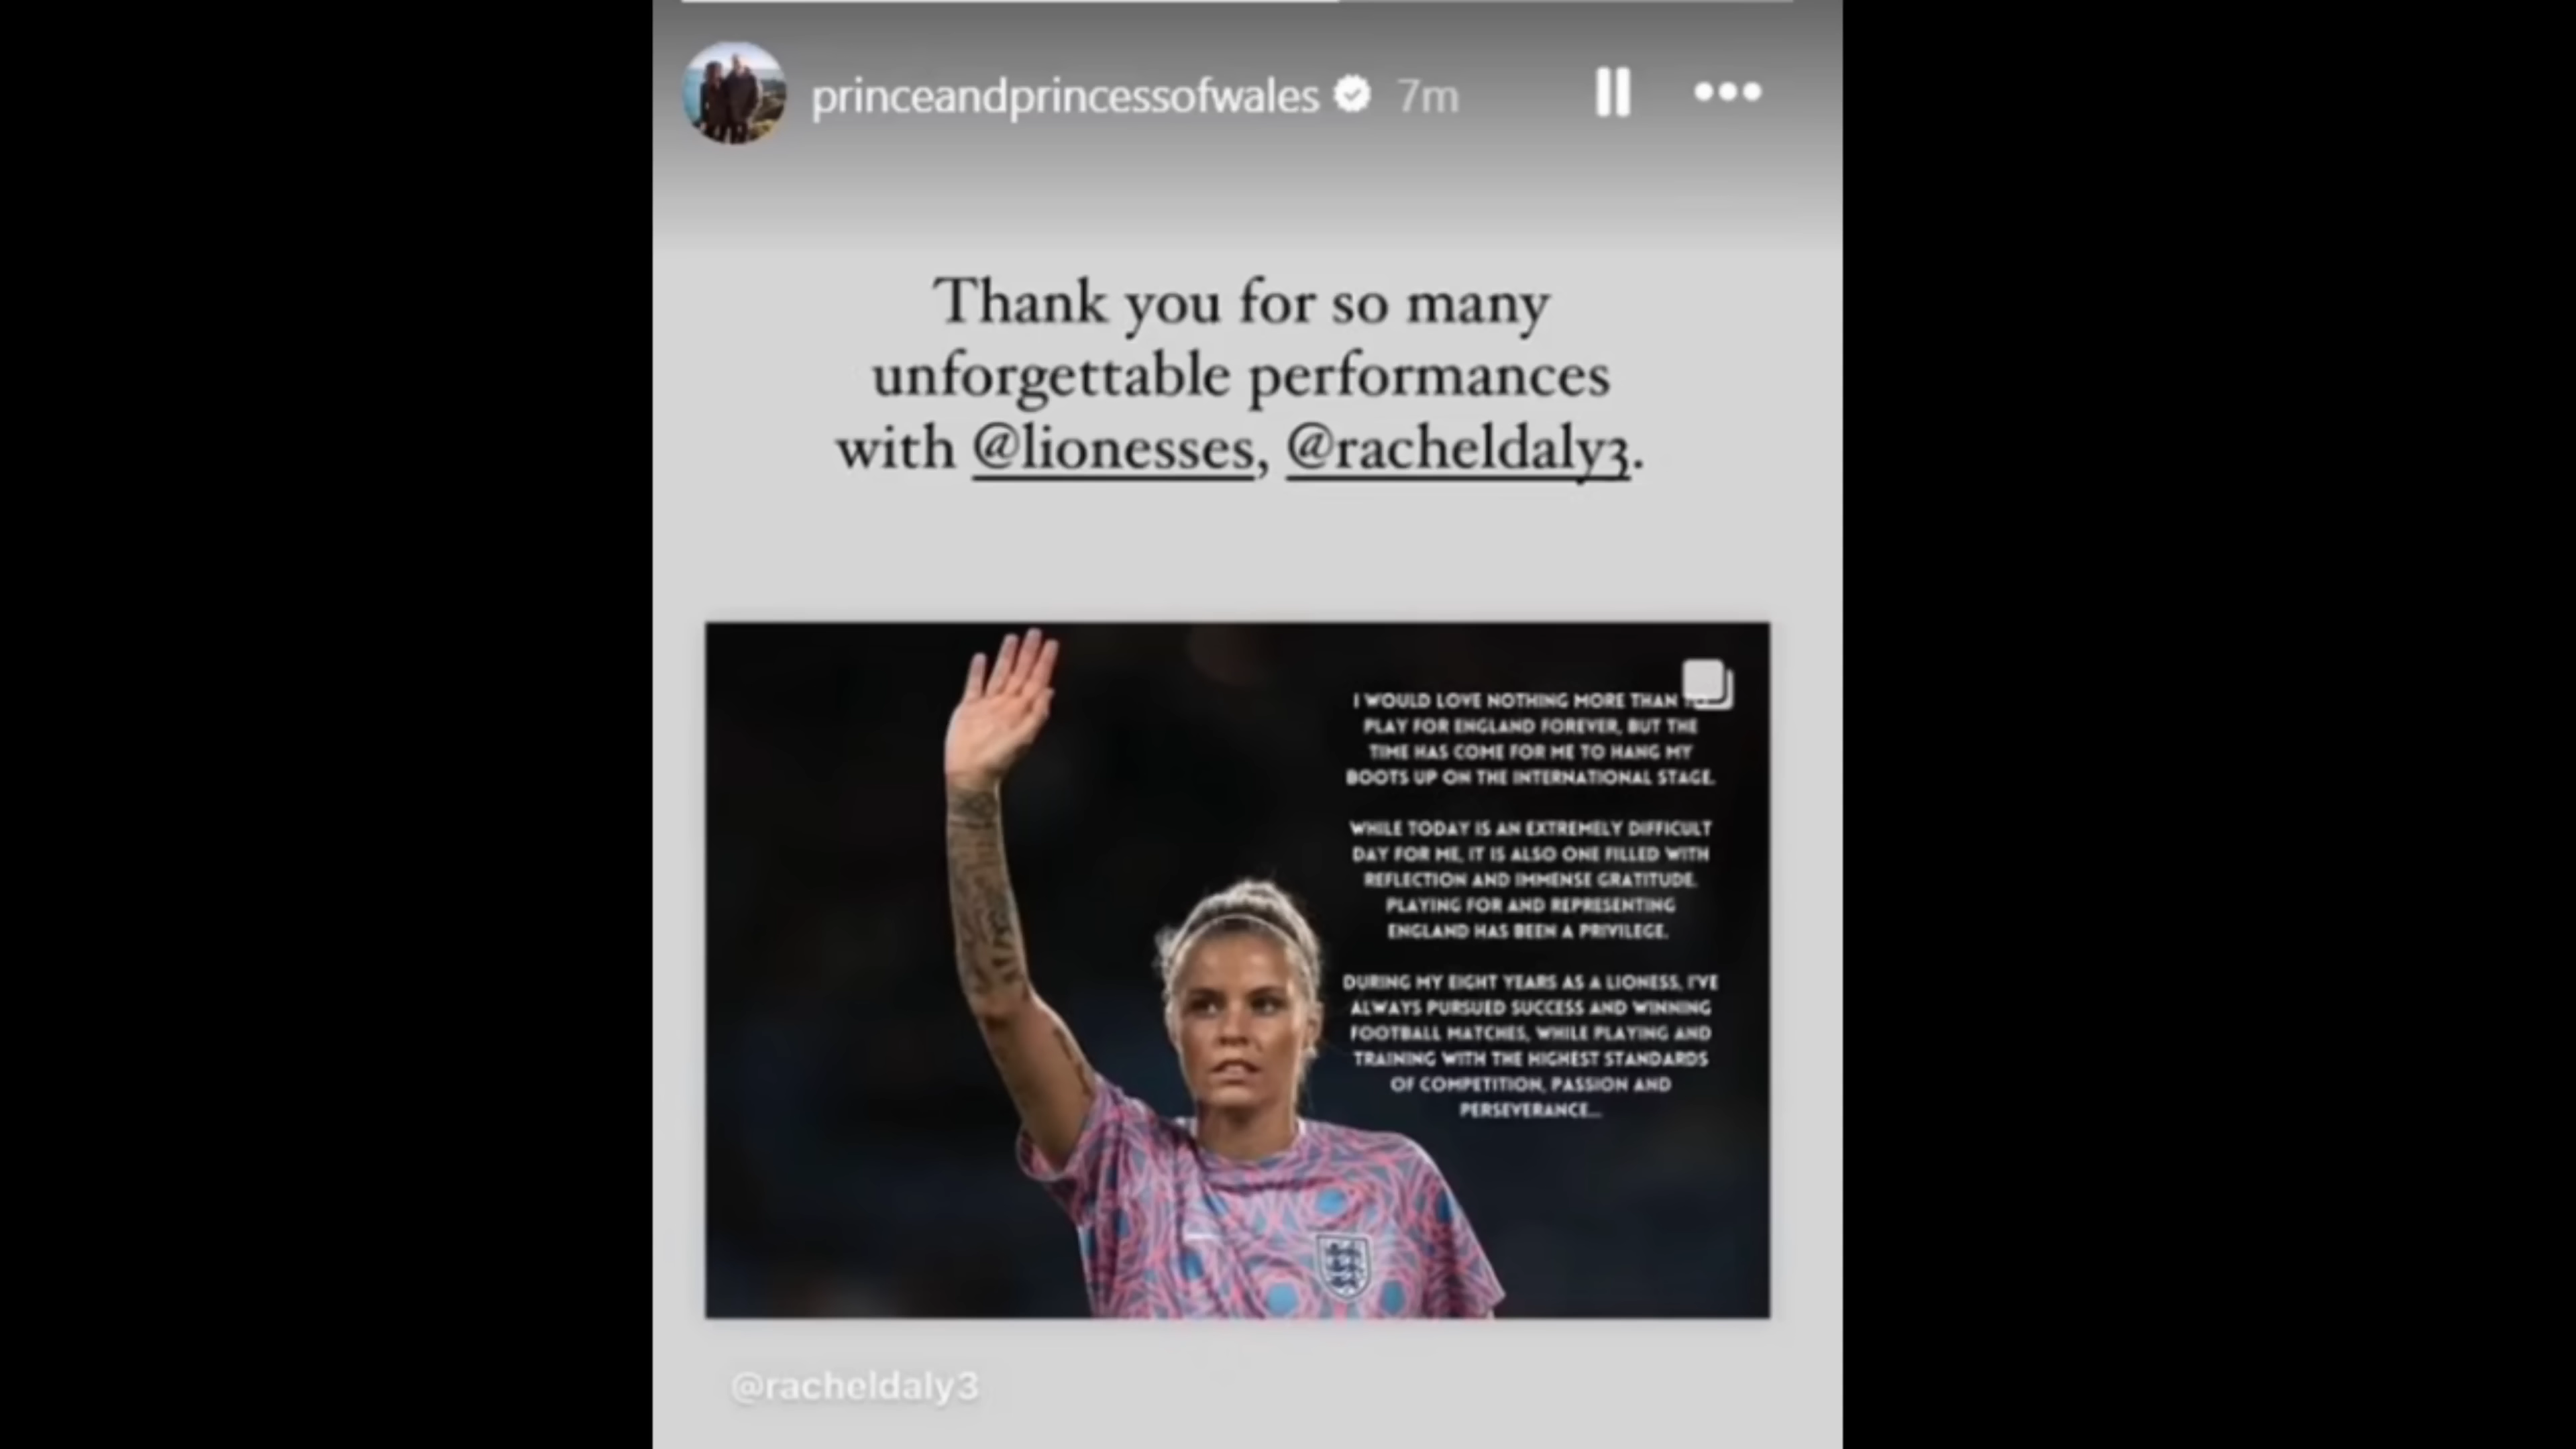 princeandprincessofwales 7m
Thank you for so many
unforgettable performances
with @lionesses, @racheldaly3.
I WOULD LOVE NOTHING MORE THAN
PLAY FOR ENGLAND FOREVER, BUT THE
TIME HAS COME FOR ME TO HANG MY
BOOTS UP ON THE INTERNATIONAL STAGE.
WHILE TODAY IS AN EXTREMELY DIFFICULT
DAY FOR ME, IT IS ALSO ONE FILLED WITH
REFLECTION AND IMMENSE GRATITUDE.
PLAYING FOR AND REPRESENTING
ENGLAND HAS BEEN A PRIVILEGE.
DURING MY EIGHT YEARS AS A LIONESS, I'VE
ALWAYS PURSUED SUCCESS AND WINNING
FOOTBALL MATCHES, WHILE PLAYING AND
TRAINING WITH THE HIGHEST STANDARDS
OF COMPETITION, PASSION AND
PERSEVERANCE...
@racheldaly3